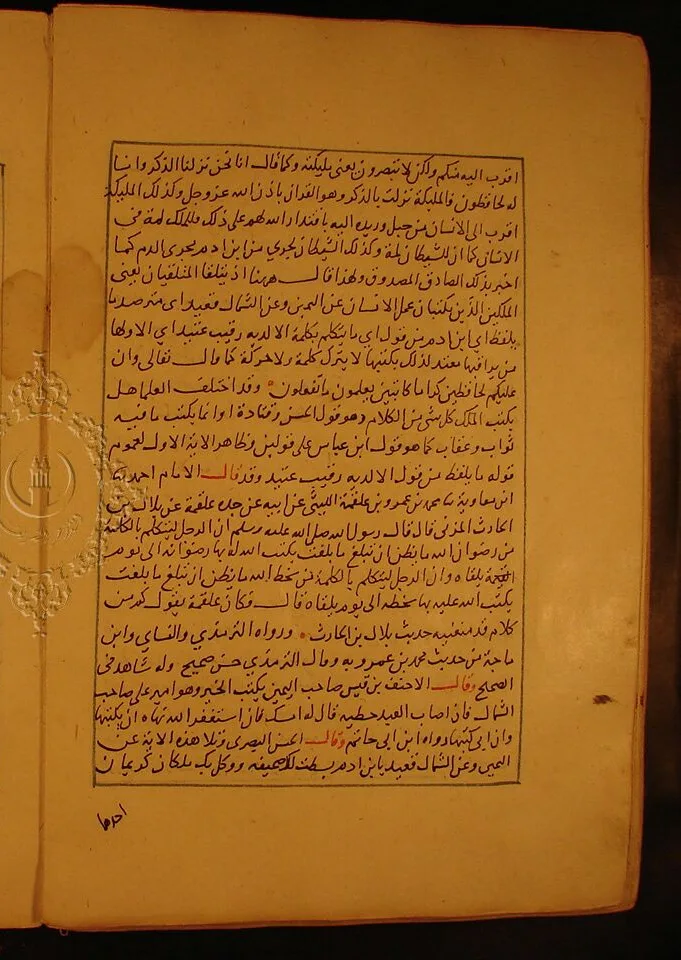 اقرب اليه منكم ولكن لا تبصرون يعني مليكته وكما قال انا نحن نزلنا الذكر وانا
له لحافظون فالمليكة نزلت بالذكر وهو القرآن باذن الله عز وجل وكذلك المليكة
اقرب الى الانسان من حبل وريده اليه باقتدار الله لهم على ذلك فللملك لمة في
الانسان كما ان للشيطان لمة وكذلك الشيطان يجري من ابن ادم مجرى الدم كما
اخبر بذلك الصادق المصدوق ولهذا قال ههنا اذ يتلقا المتلقيان يعني
الملكين الذين يكتبان عمل الانسان عن اليمين وعن الشمال قعيد اي مترصد ما
يلفظ اي ابن ادم من قول اي ما يتكلم بكلمة الا لديه رقيب عتيد اي الا ولها
من يراقبها معتد لذلك يكتبها لا يترك كلمة ولا حركة كما قال تعالى وان
عليكم لحافظين كراما كاتبين يعلمون ما تفعلون وقد اختلف العلما هل
يكتب الملك كل شي من الكلام وهو قول الحسن وقتادة او انما يكتب ما فيه
ثواب وعقاب كما هو قول ابن عباس على قولين وظاهر الاية الاول لعموم
قوله ما يلفظ من قول الا لديه رقيب عتيد وقد قال الامام احمد ثنا
ابن معاوية ثنا محمد بن عمرو بن علقمة الليثي عن ابيه عن جده علقمة عن بلال بن
الحارث المزني قال قال رسول الله صلى الله عليه وسلم ان الرجل ليتكلم بالكلمة
من رضوان الله ما يظن ان تبلغ ما بلغت يكتب الله له بها رضوانه الى يوم
يلقاه وان الرجل ليتكلم بالكلمة من سخط الله ما يظن ان تبلغ ما بلغت
يكتب الله عليه بها سخطه الى يوم يلقاه قال فكان علقمة يقول كم من
كلام قد منعنيه حديث بلال بن الحارث ورواه الترمذي والنساي وابن
ماجة من حديث محمد بن عمرو به وقال الترمذي حسن صحيح وله شاهد في
الصحيح وقال الاحنف بن قيس صاحب اليمين يكتب الخير وهو امير على صاحب
الشمال فان اصاب العبد خطيه قال له امسك فان استغفر الله نهاه ان يكتبها
وان ابى كتبها رواه ابن ابي حاتم وقال الحسن البصري وتلا هذه الاية عن
اليمين وعن الشمال قعيد يابن ادم بسطت لك صحيفه ووكل بك ملكان كريمان
احدهما